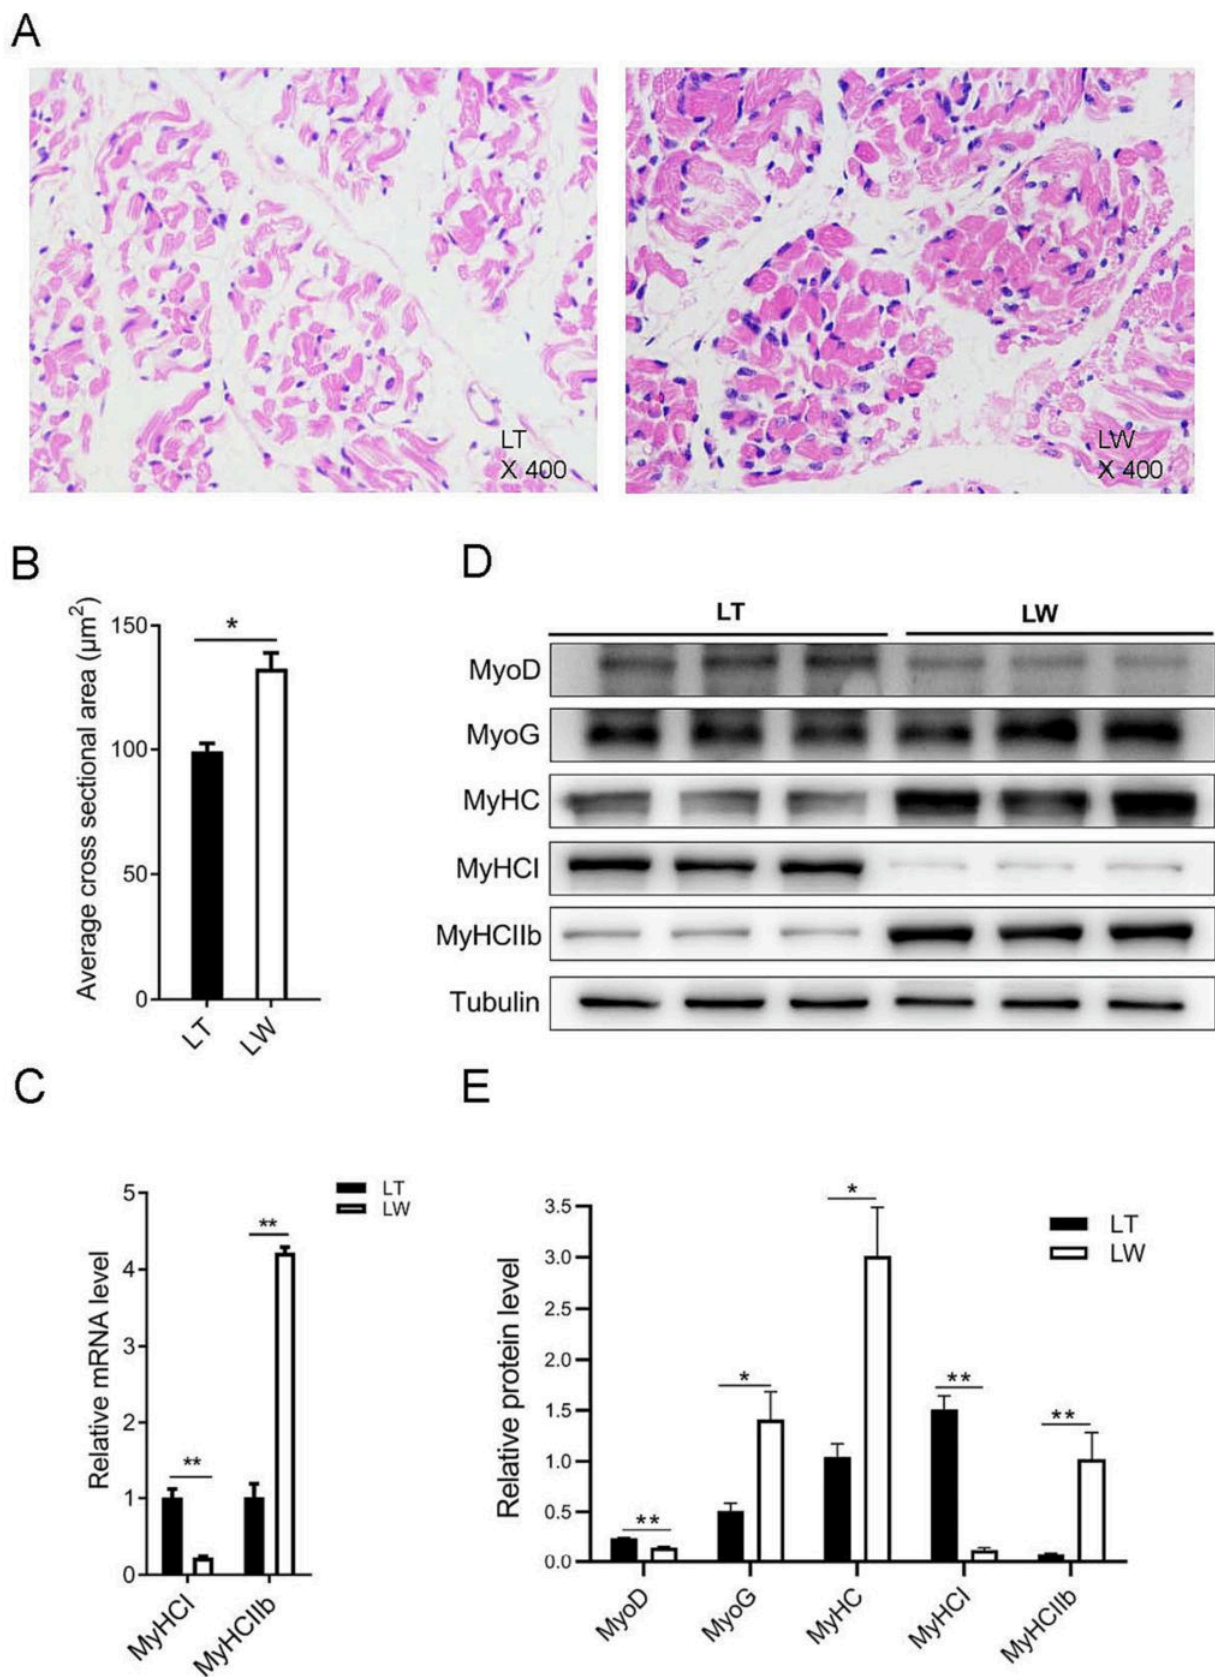 A
LT
X 400
LW
X 400
B
Average cross sectional area (µm²)
150
100
50
0
*
LT
LW
D
LT
LW
MyoD
MyoG
MyHC
MyHCI
MyHCIIb
Tubulin
C
Relative mRNA level
5
4
3
2
1
0
**
**
LT
LW
MyHCI
MyHCIIb
E
Relative protein level
3.5
3.0
2.5
2.0
1.5
1.0
0.5
0.0
**
*
*
**
**
LT
LW
MyoD
MyoG
MyHC
MyHCI
MyHCIIb